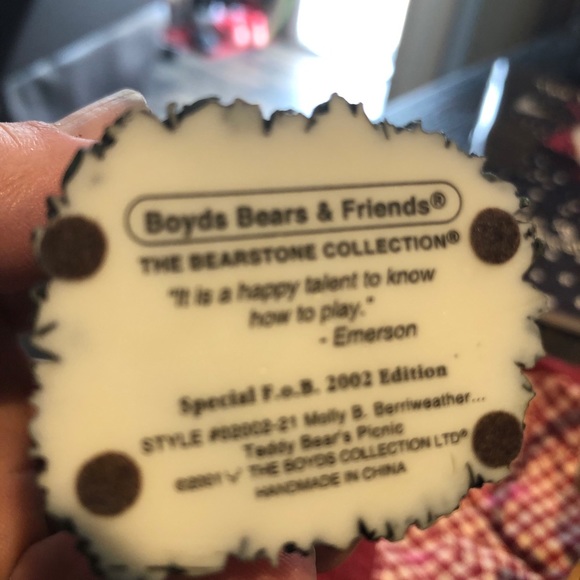 Boyds Bears & Friends®
THE BEARSTONE COLLECTION®
"It is a happy talent to know
how to play."
- Emerson
Special F.o.B. 2002 Edition
STYLE #02002-21 Molly B. Berriweather...
Teddy Bear's Picnic
©2001 THE BOYDS COLLECTION LTD®
HANDMADE IN CHINA